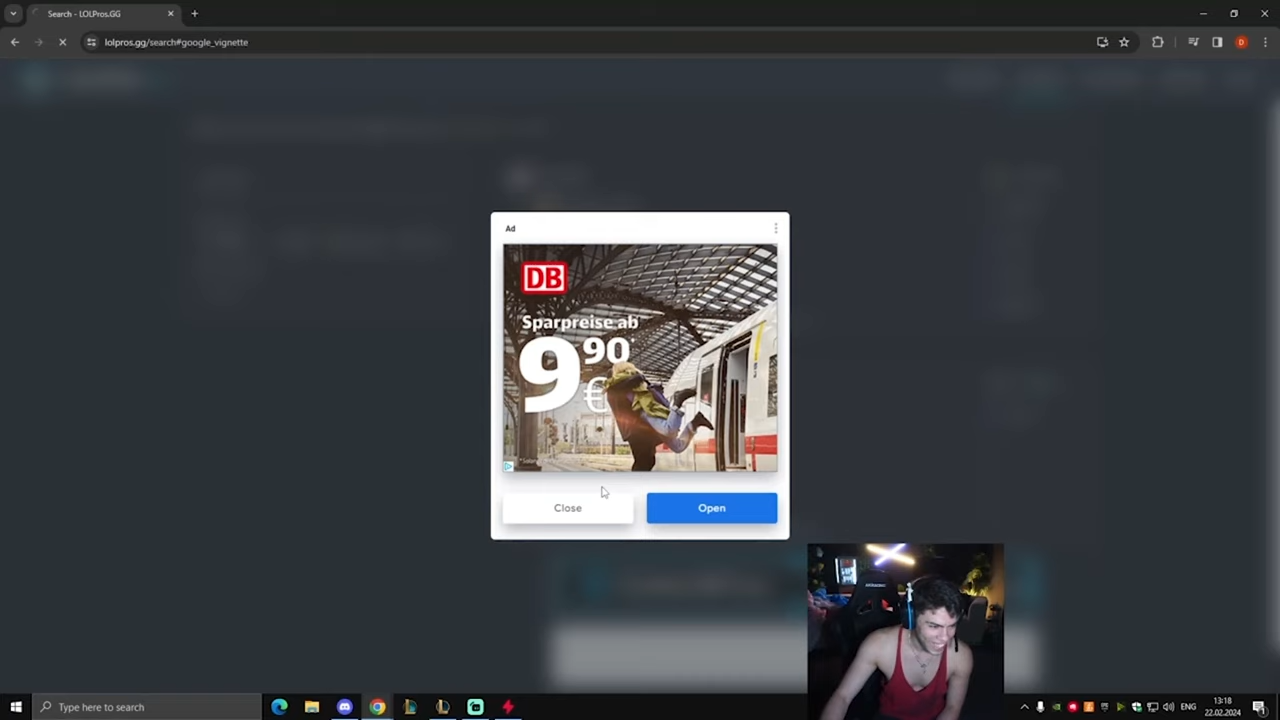 Search - LOLPros.GG
lolpros.gg/search#google_vignette
D
Ad
DB
Sparpreise ab
9 90*
€
Close
Open
Type here to search
ENG
13:18
22.02.2024
1